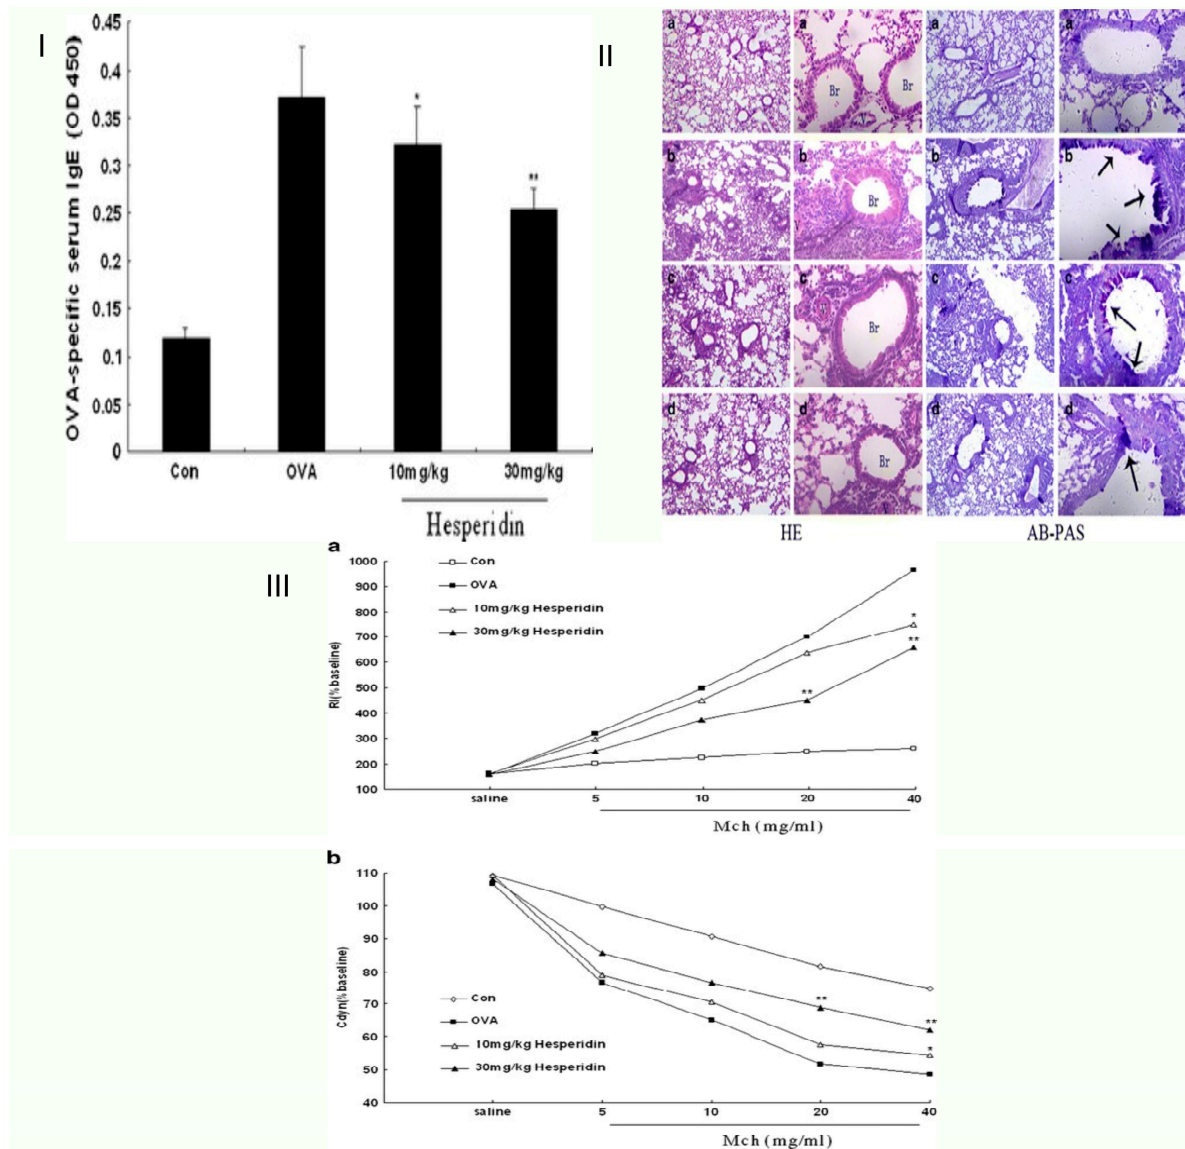 I
OVA-specific serum IgE (OD 450)
0.45
0.4
0.35
0.3
0.25
0.2
0.15
0.1
0.05
0
*
**
Con
OVA
10mg/kg
30mg/kg
Hesperidin
II
a
a
a
a
Br
Br
V
b
b
b
b
Br
c
c
c
c
V
Br
d
d
d
d
Br
V
HE
AB-PAS
III
a
Con
OVA
10mg/kg Hesperidin
30mg/kg Hesperidin
Rl(%baseline)
1000
900
800
700
600
500
400
300
200
100
*
**
**
saline
5
10
20
40
Mch (mg/ml)
b
Cdyn(%baseline)
110
100
90
80
70
60
50
40
Con
OVA
10mg/kg Hesperidin
30mg/kg Hesperidin
**
**
*
saline
5
10
20
40
Mch (mg/ml)